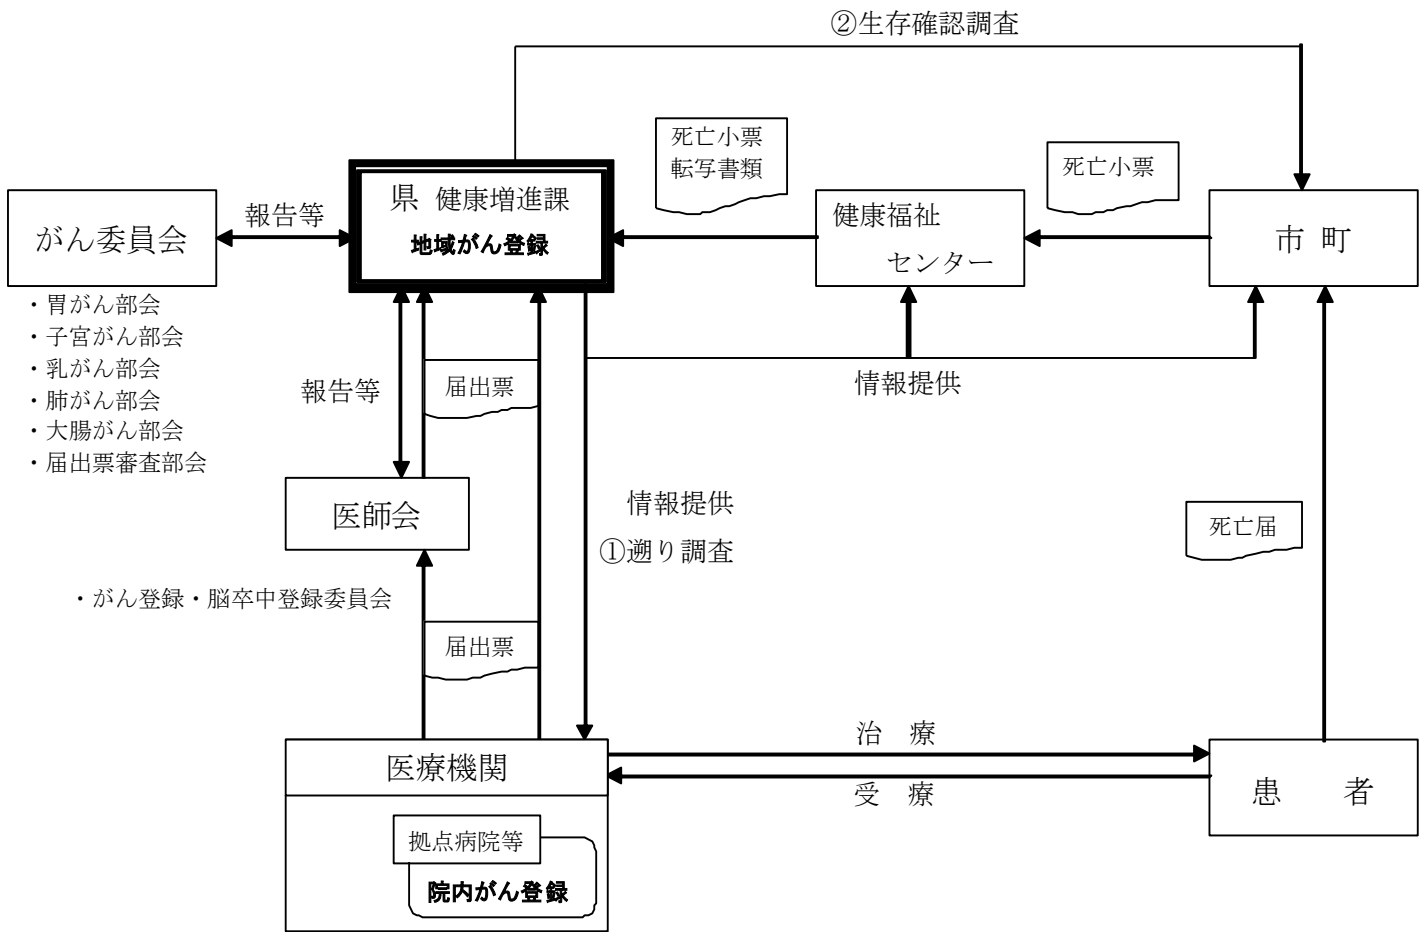 ②生存確認調査
死亡小票
転写書類
死亡小票
県 健康増進課
地域がん登録
報告等
がん委員会
健康福祉
センター
市 町
・胃がん部会
・子宮がん部会
・乳がん部会
・肺がん部会
・大腸がん部会
・届出票審査部会
報告等
届出票
情報提供
医師会
情報提供
①遡り調査
死亡届
・がん登録・脳卒中登録委員会
届出票
治 療
受 療
医療機関
患 者
拠点病院等
院内がん登録